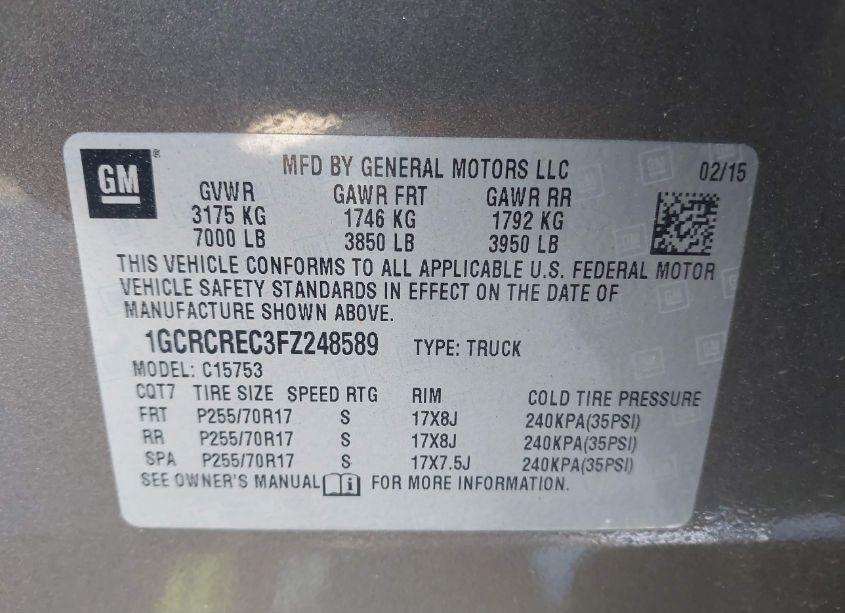 GM®
MFD BY GENERAL MOTORS LLC 02/15
GVWR GAWR FRT GAWR RR
3175 KG 1746 KG 1792 KG
7000 LB 3850 LB 3950 LB
THIS VEHICLE CONFORMS TO ALL APPLICABLE U.S. FEDERAL MOTOR
VEHICLE SAFETY STANDARDS IN EFFECT ON THE DATE OF
MANUFACTURE SHOWN ABOVE.
1GCRCREC3FZ248589 TYPE: TRUCK
MODEL: C15753
CQT7 TIRE SIZE SPEED RTG RIM COLD TIRE PRESSURE
FRT P255/70R17 S 17X8J 240KPA(35PSI)
RR P255/70R17 S 17X8J 240KPA(35PSI)
SPA P255/70R17 S 17X7.5J 240KPA(35PSI)
SEE OWNER'S MANUAL i FOR MORE INFORMATION.